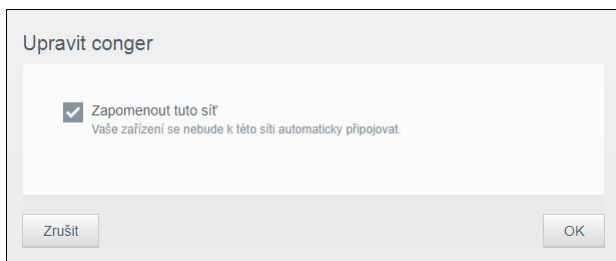 Upravit conger
Zapomenout tuto síť
Vaše zařízení se nebude k této síti automaticky připojovat.
Zrušit
OK